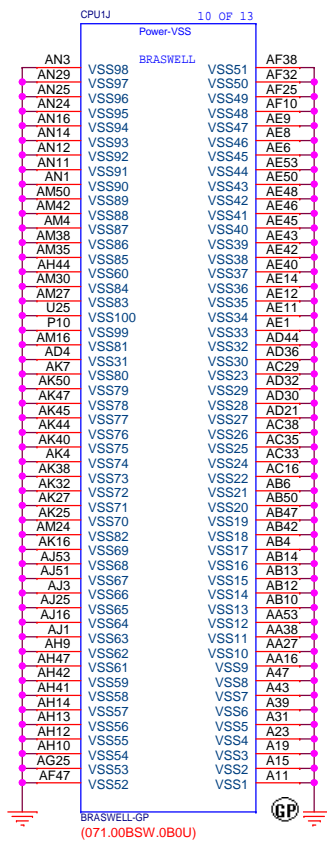 CPU1J 10 OF 13
Power-VSS
BRASWELL
AN3 VSS98 VSS51 AF38
AN29 VSS97 VSS50 AF32
AN25 VSS96 VSS49 AF25
AN24 VSS95 VSS48 AF10
AN16 VSS94 VSS47 AE9
AN14 VSS93 VSS46 AE8
AN12 VSS92 VSS45 AE6
AN11 VSS91 VSS44 AE53
AN1 VSS90 VSS43 AE50
AM50 VSS89 VSS42 AE48
AM42 VSS88 VSS41 AE46
AM4 VSS87 VSS40 AE45
AM38 VSS86 VSS39 AE43
AM35 VSS85 VSS38 AE42
AH44 VSS60 VSS37 AE40
AM30 VSS84 VSS36 AE14
AM27 VSS83 VSS35 AE12
U25 VSS100 VSS34 AE11
P10 VSS99 VSS33 AE1
AM16 VSS81 VSS32 AD44
AD4 VSS31 VSS30 AD36
AK7 VSS80 VSS23 AC29
AK50 VSS79 VSS29 AD32
AK47 VSS78 VSS28 AD30
AK45 VSS77 VSS27 AD21
AK44 VSS76 VSS26 AC38
AK40 VSS75 VSS25 AC35
AK4 VSS74 VSS24 AC33
AK38 VSS73 VSS22 AC16
AK32 VSS72 VSS21 AB6
AK27 VSS71 VSS20 AB50
AK25 VSS70 VSS19 AB47
AM24 VSS82 VSS18 AB42
AK16 VSS69 VSS17 AB4
AJ53 VSS68 VSS16 AB14
AJ51 VSS67 VSS15 AB13
AJ3 VSS66 VSS14 AB12
AJ25 VSS65 VSS13 AB10
AJ16 VSS64 VSS12 AA53
AJ1 VSS63 VSS11 AA38
AH9 VSS62 VSS10 AA27
AH47 VSS61 VSS9 AA16
AH42 VSS59 VSS8 A47
AH41 VSS58 VSS7 A43
AH14 VSS57 VSS6 A39
AH13 VSS56 VSS5 A31
AH12 VSS55 VSS4 A23
AH10 VSS54 VSS3 A19
AG25 VSS53 VSS2 A15
AF47 VSS52 VSS1 A11
GP
BRASWELL-GP
(071.00BSW.0B0U)